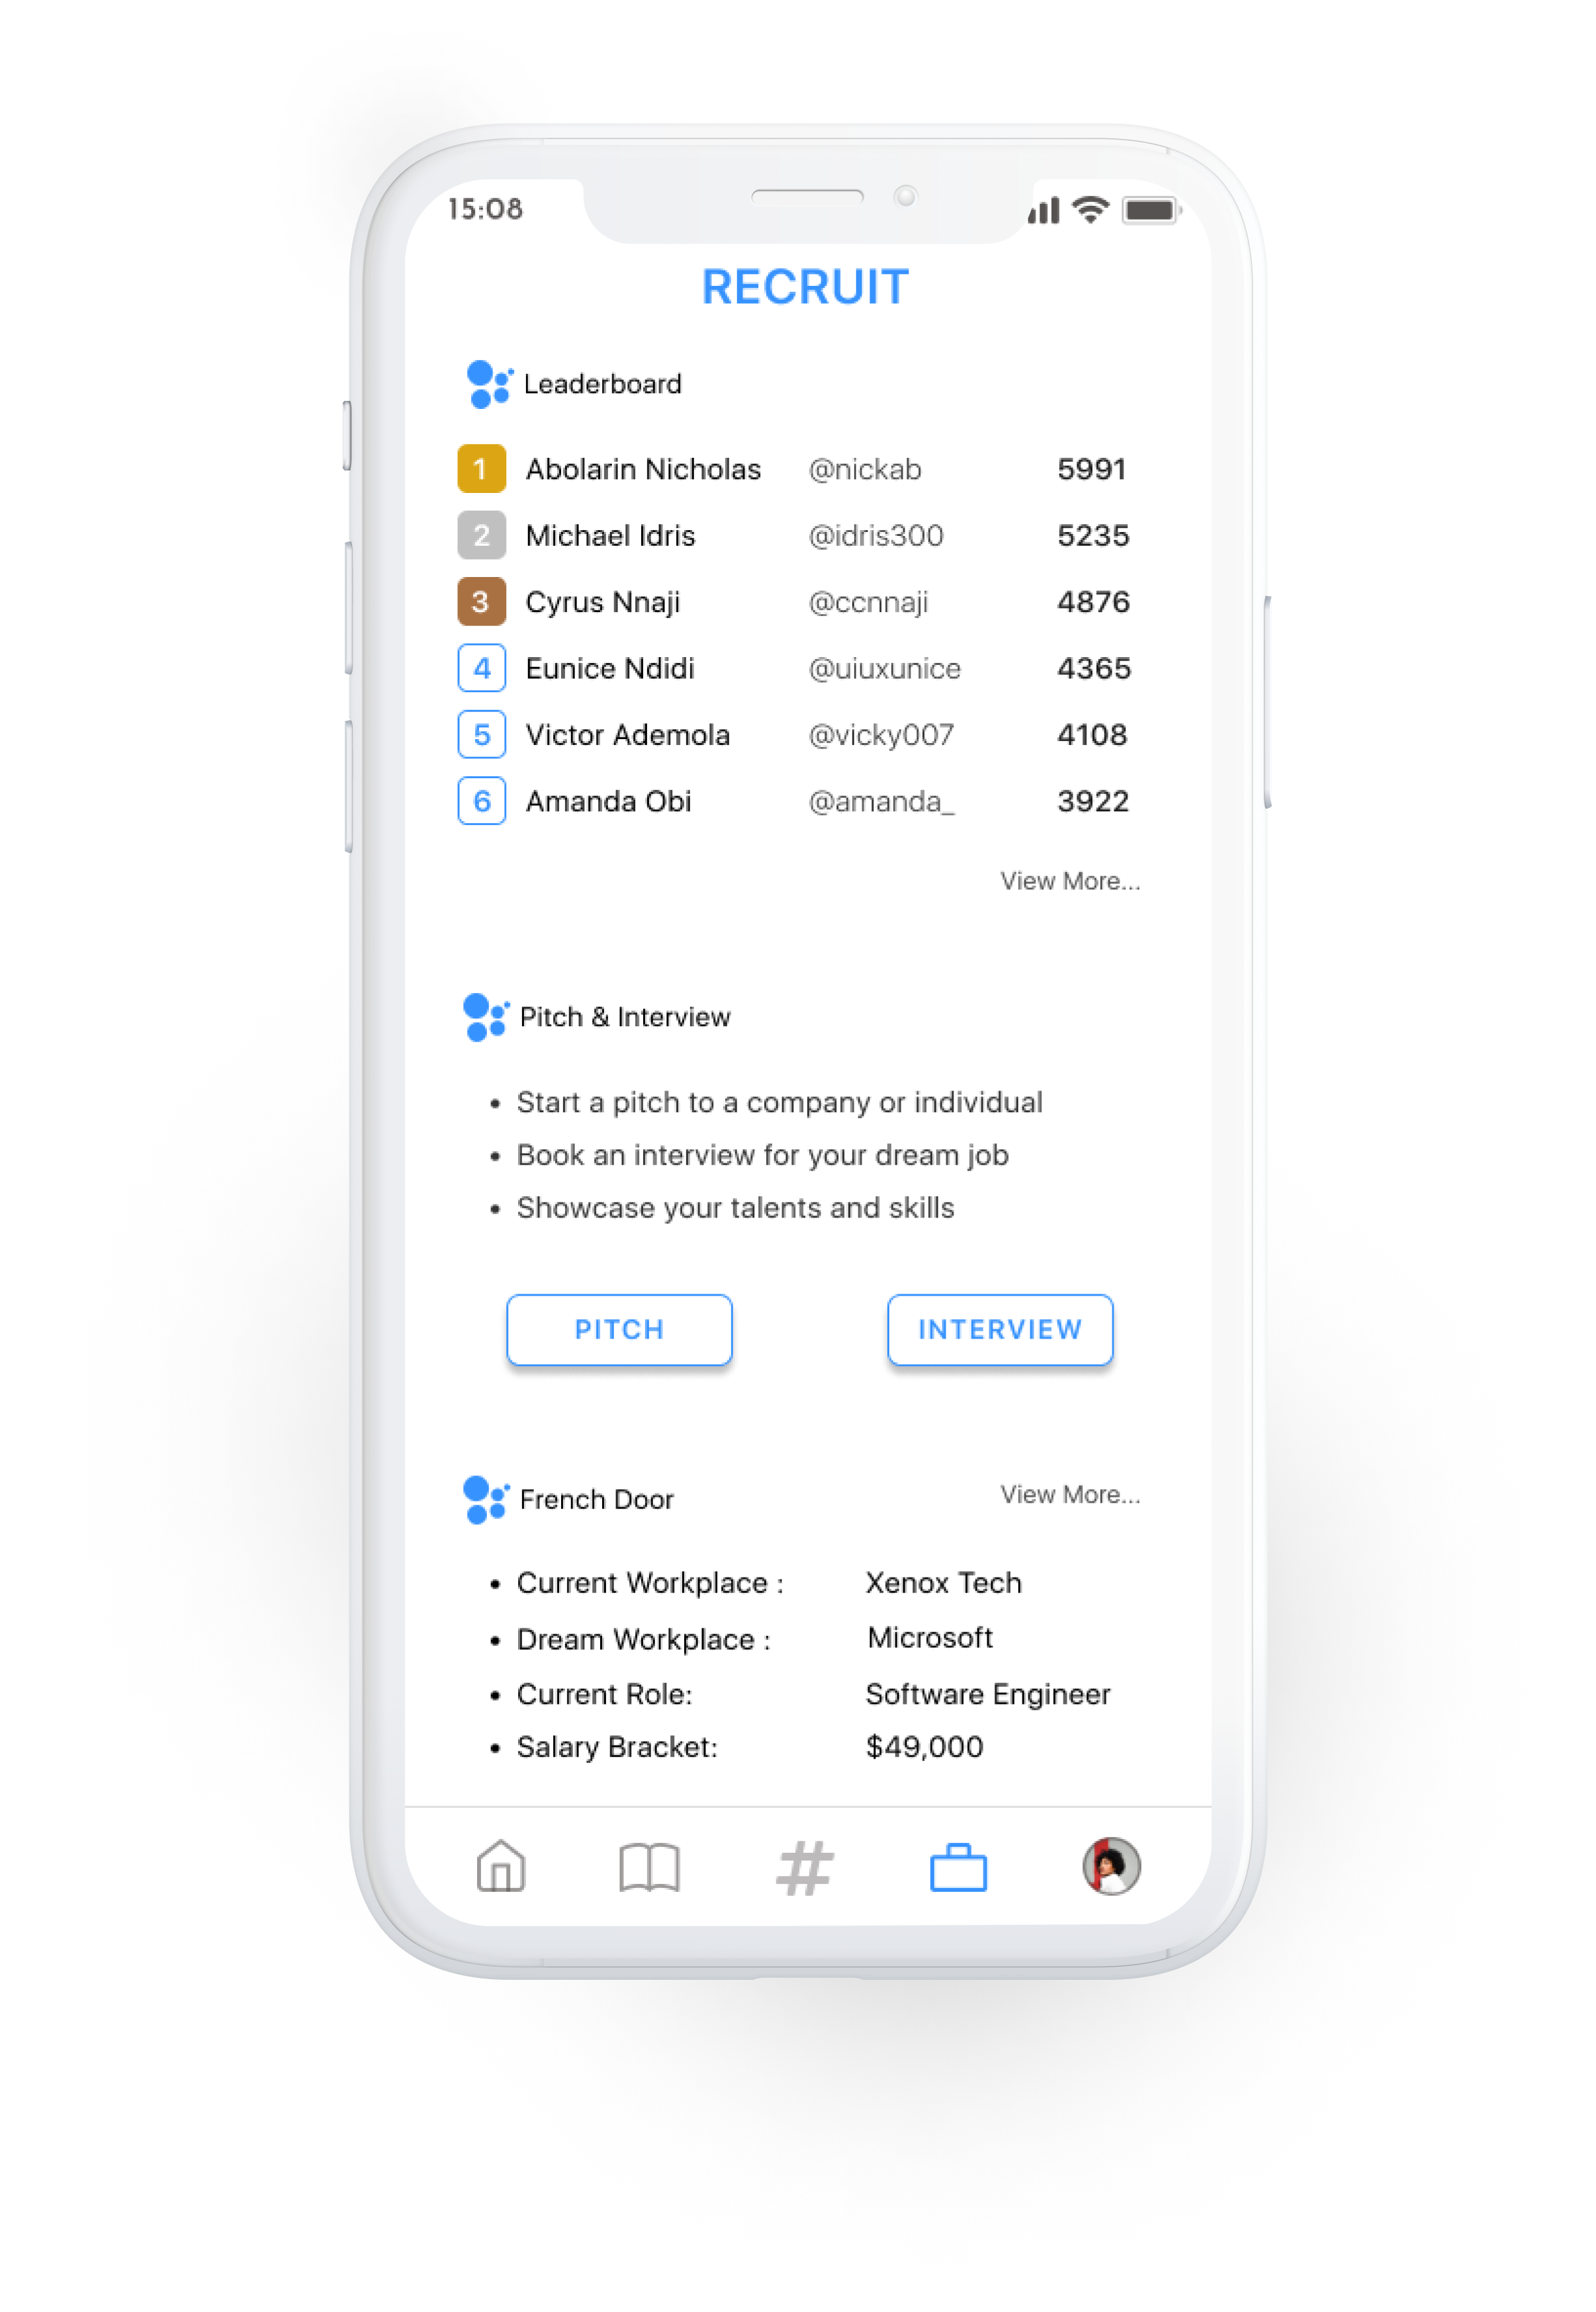 15:08
RECRUIT
Leaderboard
1 Abolarin Nicholas @nickab 5991
2 Michael Idris @idris300 5235
3 Cyrus Nnaji @ccnnaji 4876
4 Eunice Ndidi @uiuxunice 4365
5 Victor Ademola @vicky007 4108
6 Amanda Obi @amanda_ 3922
View More...
Pitch & Interview
• Start a pitch to a company or individual
• Book an interview for your dream job
• Showcase your talents and skills
PITCH INTERVIEW
French Door View More...
• Current Workplace : Xenox Tech
• Dream Workplace : Microsoft
• Current Role: Software Engineer
• Salary Bracket: $49,000
#